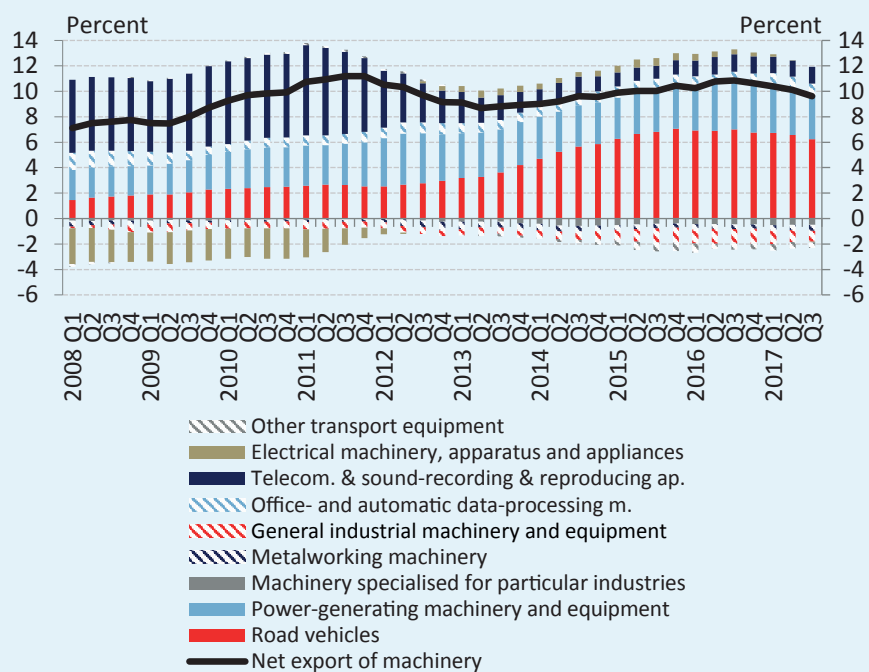 Percent Percent
14 14
12 12
10 10
8 8
6 6
4 4
2 2
0 0
-2 -2
-4 -4
-6 -6
Q1 Q2 Q3 Q4 Q1 Q2 Q3 Q4 Q1 Q2 Q3 Q4 Q1 Q2 Q3 Q4 Q1 Q2 Q3 Q4 Q1 Q2 Q3 Q4 Q1 Q2 Q3 Q4 Q1 Q2 Q3 Q4 Q1 Q2 Q3 Q4 Q1 Q2 Q3
2008 2009 2010 2011 2012 2013 2014 2015 2016 2017
Other transport equipment
Electrical machinery, apparatus and appliances
Telecom. & sound-recording & reproducing ap.
Office- and automatic data-processing m.
General industrial machinery and equipment
Metalworking machinery
Machinery specialised for particular industries
Power-generating machinery and equipment
Road vehicles
Net export of machinery